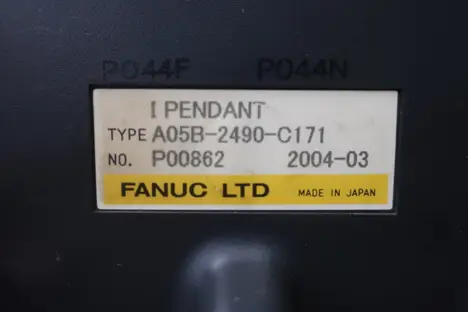 P044F P044N
I PENDANT
TYPE A05B-2490-C171
NO. P00862 2004-03
FANUC LTD MADE IN JAPAN